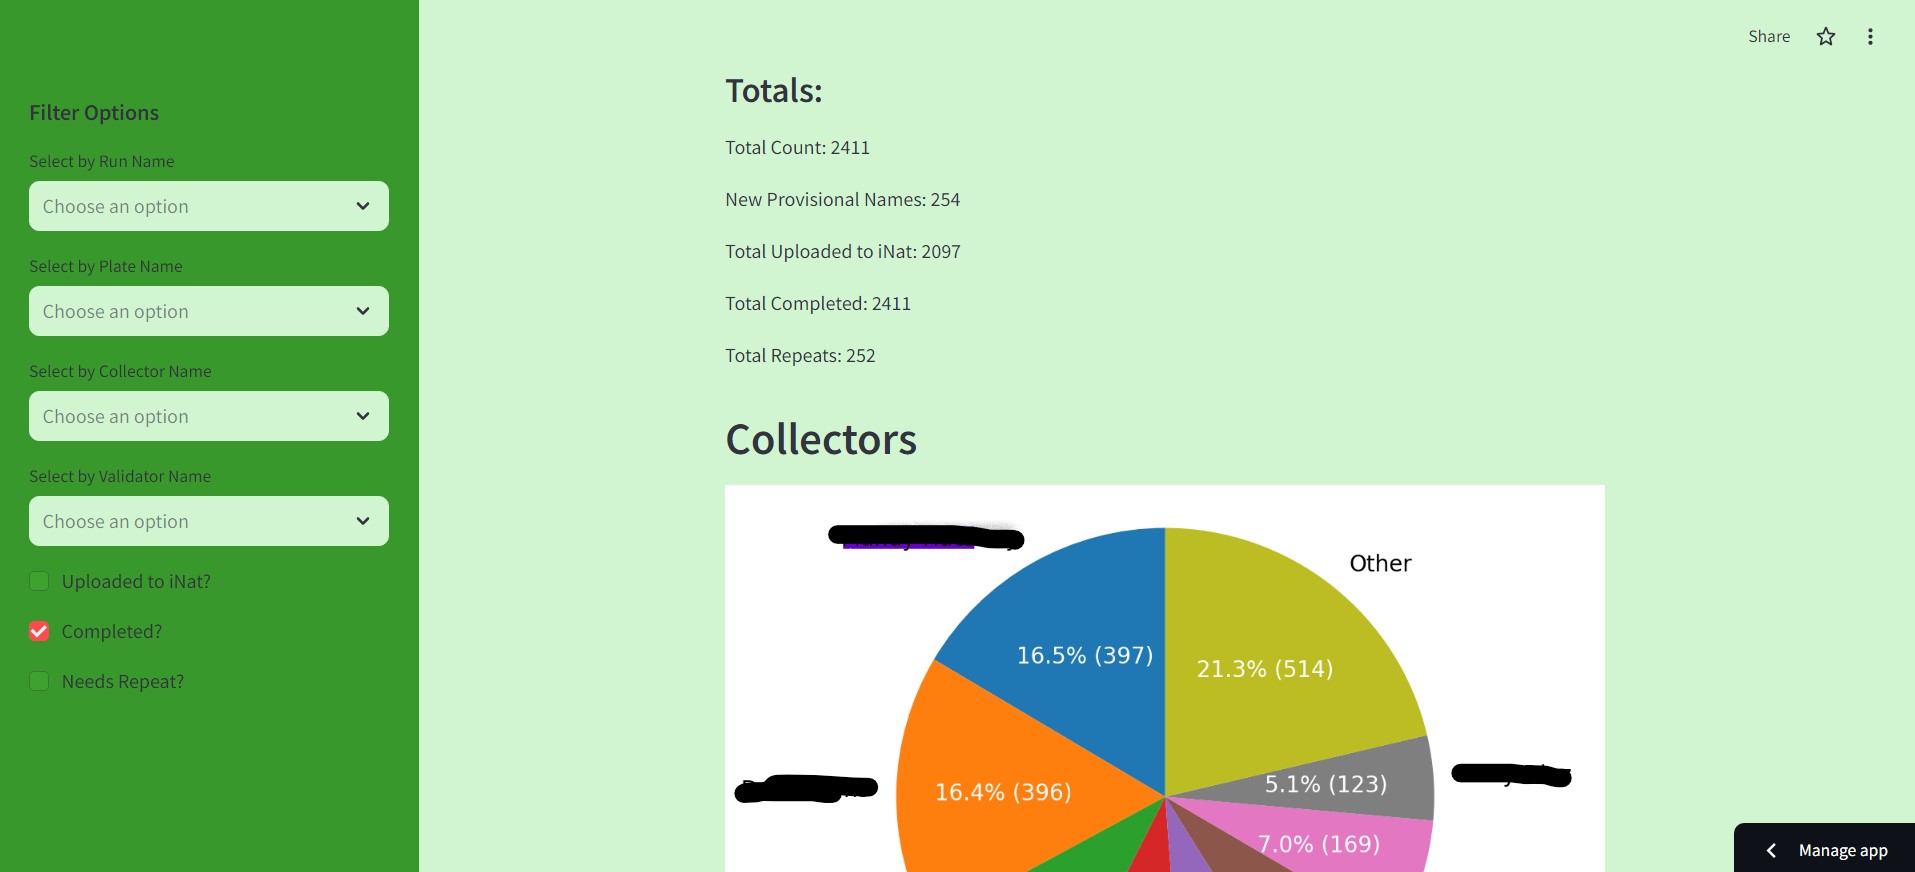 Share
Filter Options
Select by Run Name
Choose an option
Select by Plate Name
Choose an option
Select by Collector Name
Choose an option
Select by Validator Name
Choose an option
Uploaded to iNat?
Completed?
Needs Repeat?
Totals:
Total Count: 2411
New Provisional Names: 254
Total Uploaded to iNat: 2097
Total Completed: 2411
Total Repeats: 252
Collectors
Other
16.5% (397)
21.3% (514)
16.4% (396)
5.1% (123)
7.0% (169)
Manage app